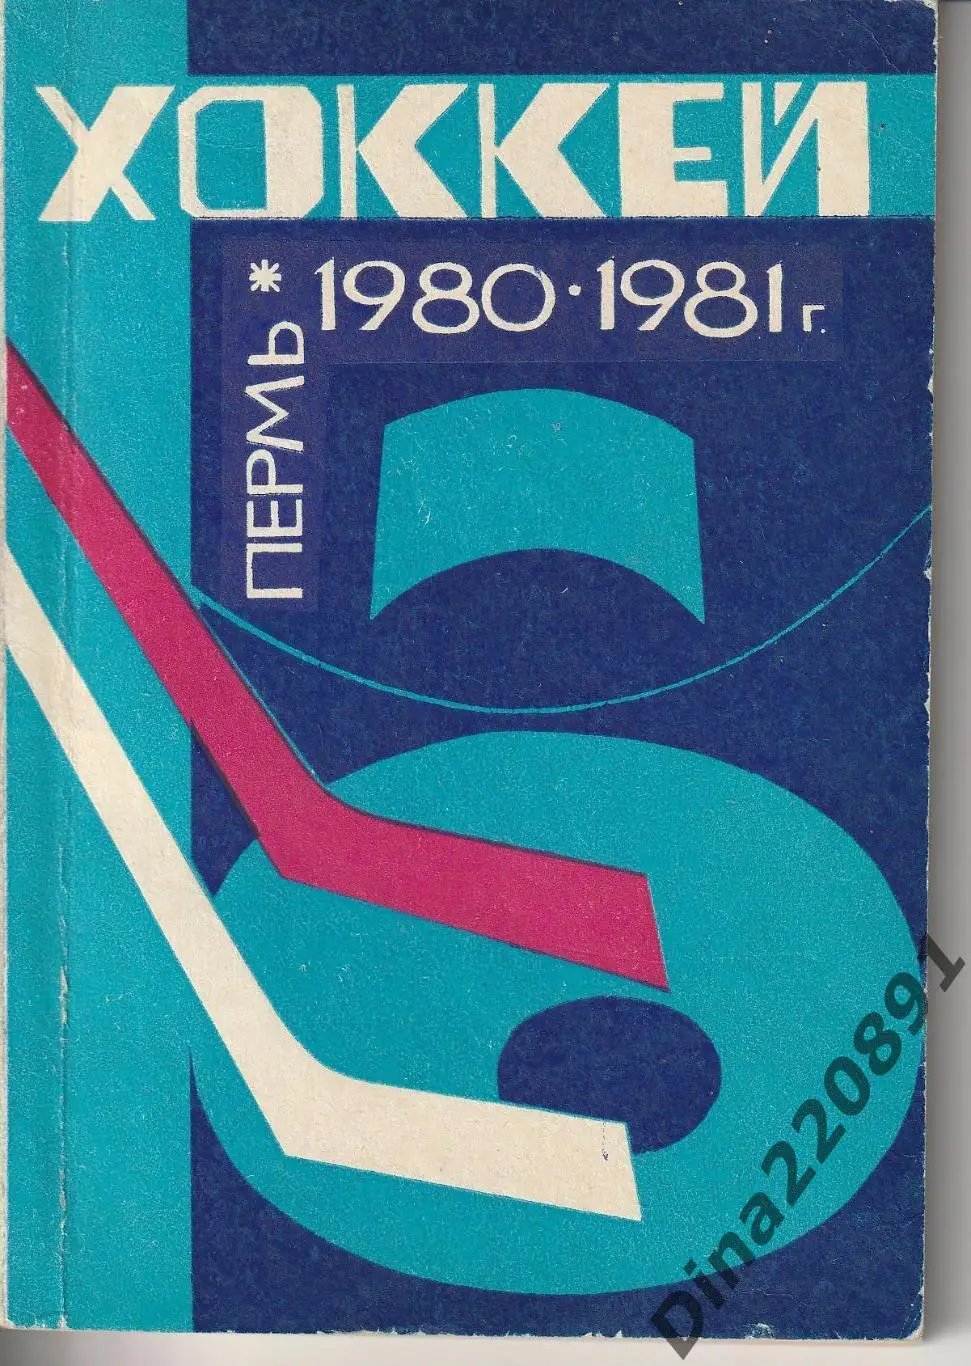 ХОККЕЙ
* 1980·1981г.
ПЕРМЬ
Dina220891